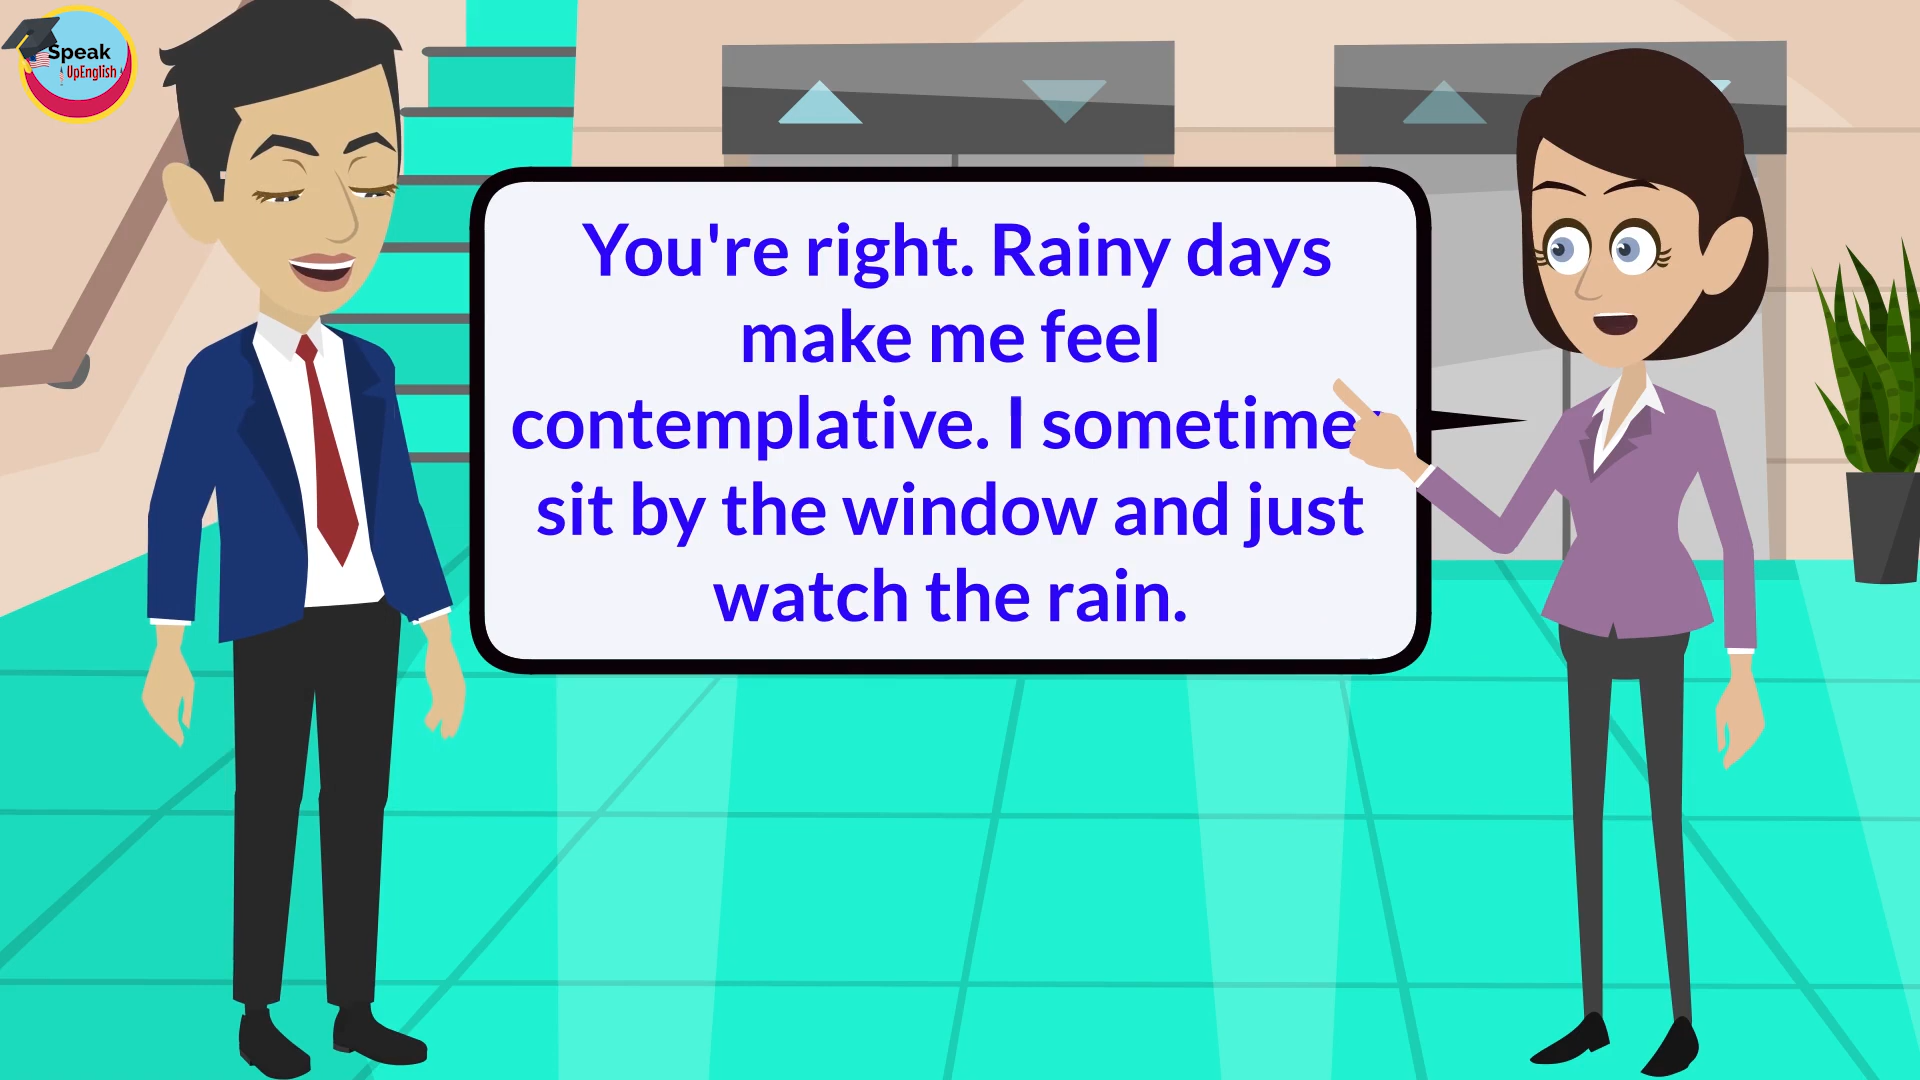 Speak
UpEnglish
You're right. Rainy days
make me feel
contemplative. I sometimes
sit by the window and just
watch the rain.